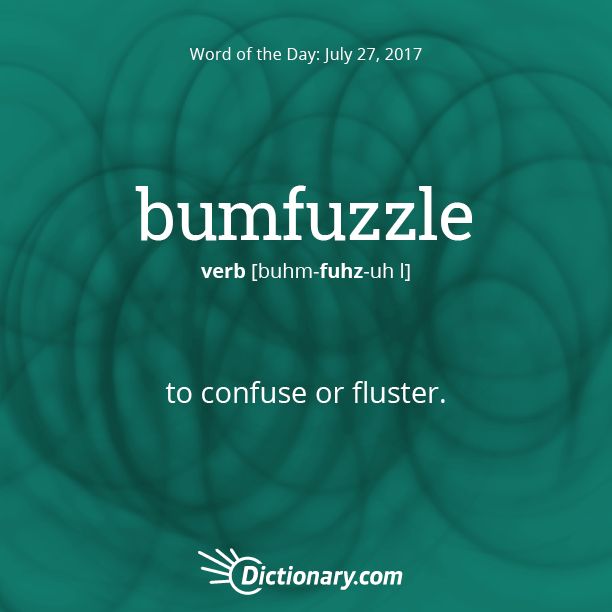 Word of the Day: July 27, 2017
bumfuzzle
verb [buhm-fuhz-uh l]
to confuse or fluster.
Dictionary.com